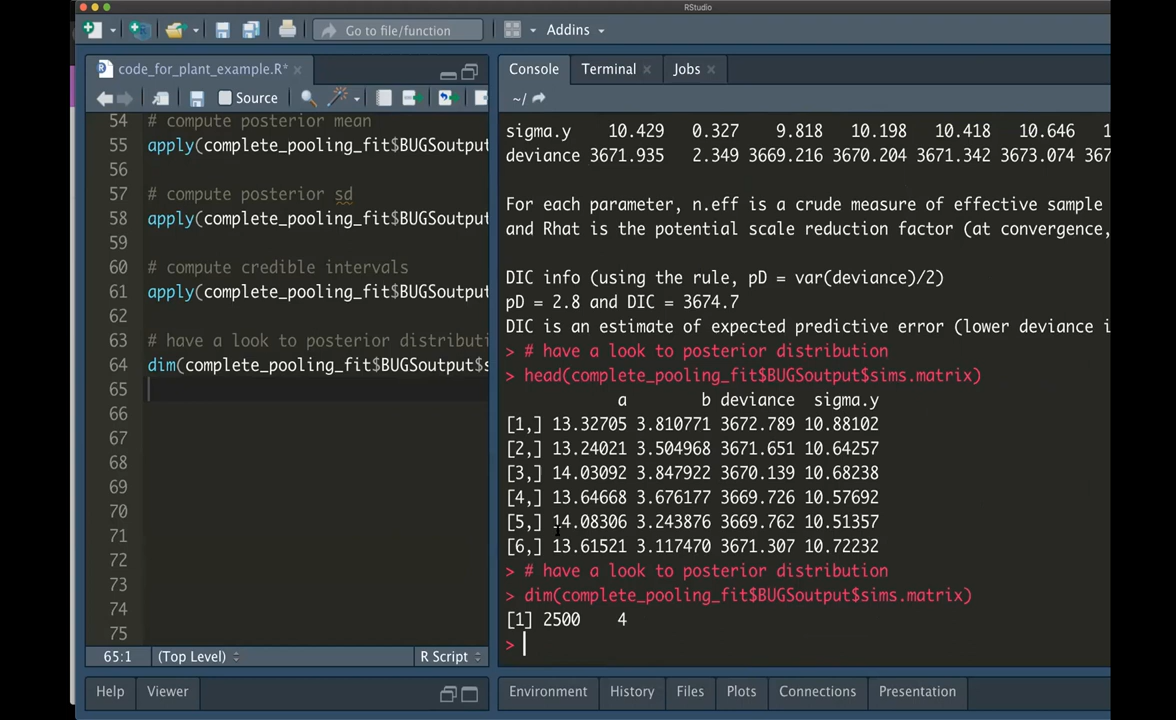 RStudio
Go to file/function
Addins
code_for_plant_example.R*
Source
54 # compute posterior mean
55 apply(complete_pooling_fit$BUGSoutput
56
57 # compute posterior sd
58 apply(complete_pooling_fit$BUGSoutput
59
60 # compute credible intervals
61 apply(complete_pooling_fit$BUGSoutput
62
63 # have a look to posterior distributi
64 dim(complete_pooling_fit$BUGSoutput$s
65
66
67
68
69
70
71
72
73
74
75
65:1 (Top Level) R Script
Help Viewer
Console Terminal Jobs
~/
sigma.y 10.429 0.327 9.818 10.198 10.418 10.646 1
deviance 3671.935 2.349 3669.216 3670.204 3671.342 3673.074 367
For each parameter, n.eff is a crude measure of effective sample
and Rhat is the potential scale reduction factor (at convergence,
DIC info (using the rule, pD = var(deviance)/2)
pD = 2.8 and DIC = 3674.7
DIC is an estimate of expected predictive error (lower deviance i
> # have a look to posterior distribution
> head(complete_pooling_fit$BUGSoutput$sims.matrix)
a b deviance sigma.y
[1,] 13.32705 3.810771 3672.789 10.88102
[2,] 13.24021 3.504968 3671.651 10.64257
[3,] 14.03092 3.847922 3670.139 10.68238
[4,] 13.64668 3.676177 3669.726 10.57692
[5,] 14.08306 3.243876 3669.762 10.51357
[6,] 13.61521 3.117470 3671.307 10.72232
> # have a look to posterior distribution
> dim(complete_pooling_fit$BUGSoutput$sims.matrix)
[1] 2500 4
>
Environment History Files Plots Connections Presentation